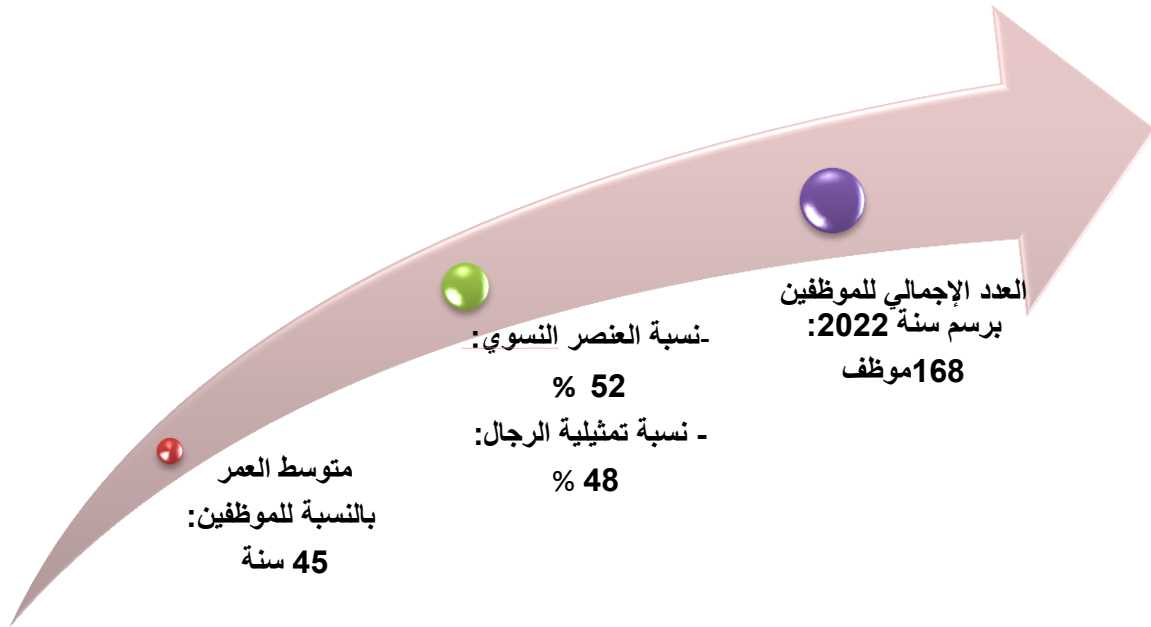 العدد الإجمالي للموظفين
برسم سنة 2022:
168موظف
-نسبة العنصر النسوي:
52 %
- نسبة تمثيلية الرجال:
48 %
متوسط العمر
بالنسبة للموظفين:
45 سنة